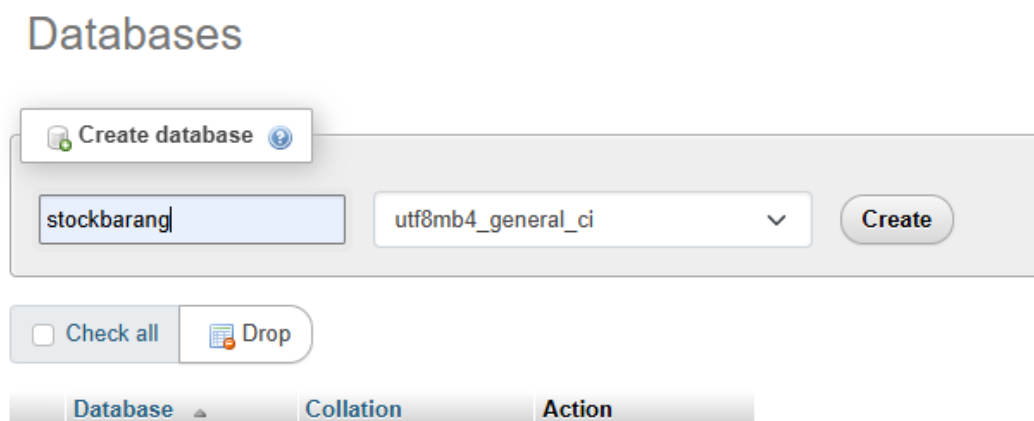 Databases
Create database
stockbarang utf8mb4_general_ci Create
Check all Drop
Database Collation Action